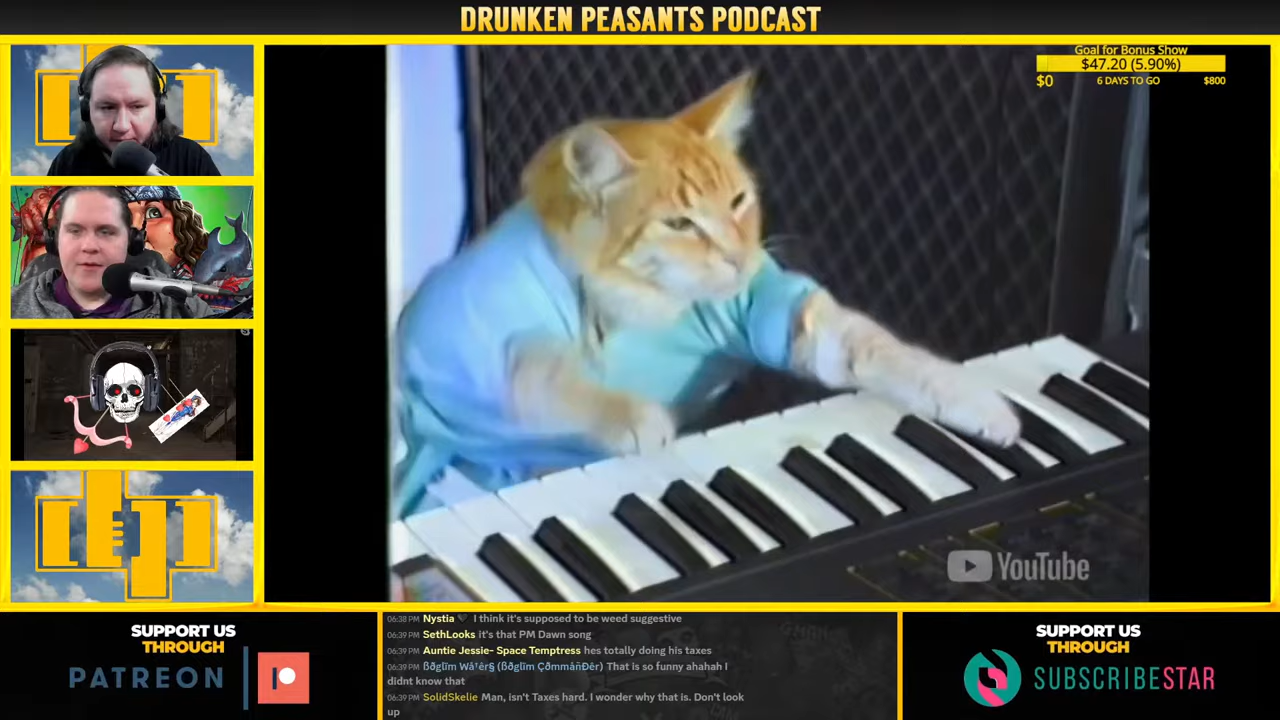 DRUNKEN PEASANTS PODCAST
Goal for Bonus Show
$47.20 (5.90%)
$0
6 DAYS TO GO
$800
YouTube
SUPPORT US
THROUGH
PATREON
06:38 PM Nystia I think it's supposed to be weed suggestive
06:39 PM SethLooks it's that PM Dawn song
06:39 PM Auntie Jessie- Space Temptress hes totally doing his taxes
That is so funny ahahah I
didnt know that
06:39 PM SolidSkelie Man, isn't Taxes hard. I wonder why that is. Don't look
up
SUPPORT US
THROUGH
SUBSCRIBESTAR